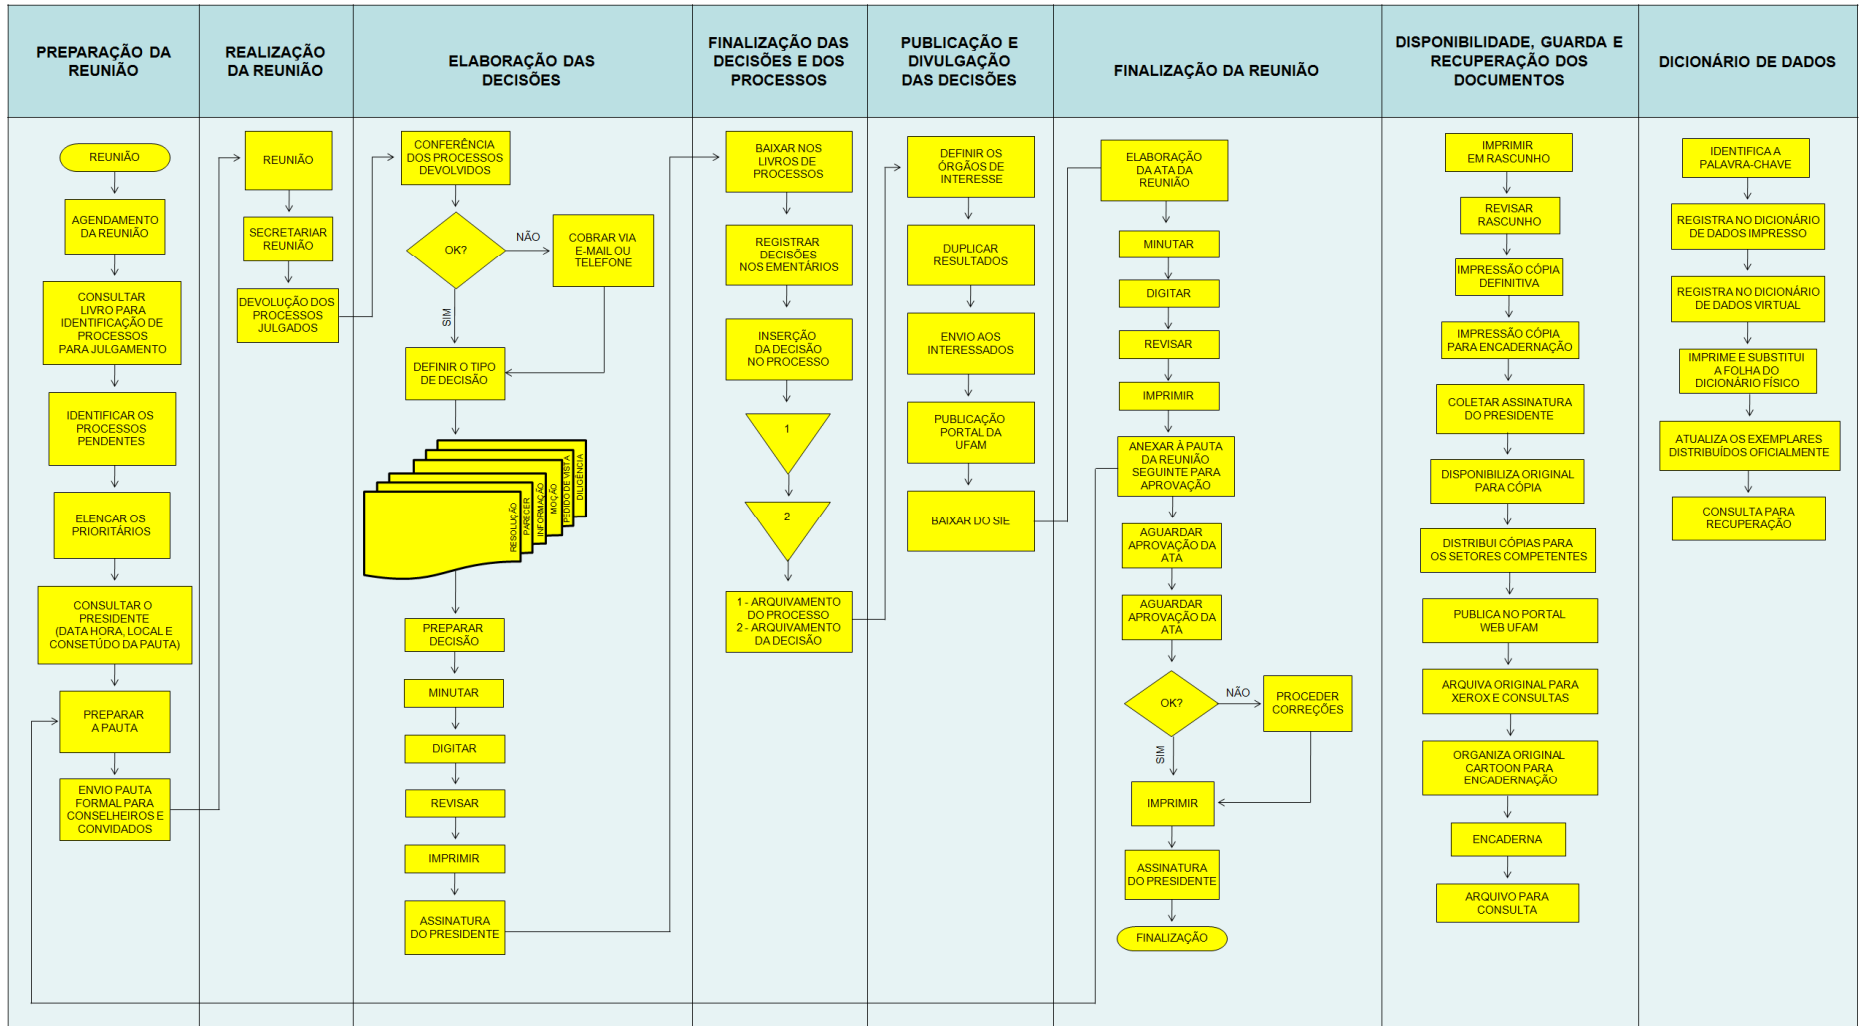 PREPARAÇÃO DA
REUNIÃO
REALIZAÇÃO
DA REUNIÃO
ELABORAÇÃO DAS
DECISÕES
FINALIZAÇÃO DAS
DECISÕES E DOS
PROCESSOS
PUBLICAÇÃO E
DIVULGAÇÃO
DAS DECISÕES
FINALIZAÇÃO DA REUNIÃO
DISPONIBILIDADE, GUARDA E
RECUPERAÇÃO DOS
DOCUMENTOS
DICIONÁRIO DE DADOS
REUNIÃO
AGENDAMENTO
DA REUNIÃO
CONSULTAR
LIVRO PARA
IDENTIFICAÇÃO DE
PROCESSOS
PARA JULGAMENTO
IDENTIFICAR OS
PROCESSOS
PENDENTES
ELENCAR OS
PRIORITÁRIOS
CONSULTAR O
PRESIDENTE
(DATA HORA, LOCAL E
CONSETÚDO DA PAUTA)
PREPARAR
A PAUTA
ENVIO PAUTA
FORMAL PARA
CONSELHEIROS E
CONVIDADOS
REUNIÃO
SECRETARIAR
REUNIÃO
DEVOLUÇÃO DOS
PROCESSOS
JULGADOS
CONFERÊNCIA
DOS PROCESSOS
DEVOLVIDOS
OK?
NÃO
COBRAR VIA
E-MAIL OU
TELEFONE
SIM
DEFINIR O TIPO
DE DECISÃO
RESOLUÇÃO
PARECER
INFORMAÇÃO
MOÇÃO
PEDIDO DE VISTA
DILIGÊNCIA
PREPARAR
DECISÃO
MINUTAR
DIGITAR
REVISAR
IMPRIMIR
ASSINATURA
DO PRESIDENTE
BAIXAR NOS
LIVROS DE
PROCESSOS
REGISTRAR
DECISÕES
NOS EMENTÁRIOS
INSERÇÃO
DA DECISÃO
NO PROCESSO
1
2
1 - ARQUIVAMENTO
DO PROCESSO
2 - ARQUIVAMENTO
DA DECISÃO
DEFINIR OS
ÓRGÃOS DE
INTERESSE
DUPLICAR
RESULTADOS
ENVIO AOS
INTERESSADOS
PUBLICAÇÃO
PORTAL DA
UFAM
BAIXAR DO SIE
ELABORAÇÃO
DA ATA DA
REUNIÃO
MINUTAR
DIGITAR
REVISAR
IMPRIMIR
ANEXAR À PAUTA
DA REUNIÃO
SEGUINTE PARA
APROVAÇÃO
AGUARDAR
APROVAÇÃO DA
ATA
AGUARDAR
APROVAÇÃO DA
ATA
OK?
NÃO
PROCEDER
CORREÇÕES
SIM
IMPRIMIR
ASSINATURA
DO PRESIDENTE
FINALIZAÇÃO
IMPRIMIR
EM RASCUNHO
REVISAR
RASCUNHO
IMPRESSÃO CÓPIA
DEFINITIVA
IMPRESSÃO CÓPIA
PARA ENCADERNAÇÃO
COLETAR ASSINATURA
DO PRESIDENTE
DISPONIBILIZA ORIGINAL
PARA CÓPIA
DISTRIBUI CÓPIAS PARA
OS SETORES COMPETENTES
PUBLICA NO PORTAL
WEB UFAM
ARQUIVA ORIGINAL PARA
XEROX E CONSULTAS
ORGANIZA ORIGINAL
CARTOON PARA
ENCADERNAÇÃO
ENCADERNA
ARQUIVO PARA
CONSULTA
IDENTIFICA A
PALAVRA-CHAVE
REGISTRA NO DICIONÁRIO
DE DADOS IMPRESSO
REGISTRA NO DICIONÁRIO
DE DADOS VIRTUAL
IMPRIME E SUBSTITUI
A FOLHA DO
DICIONÁRIO FÍSICO
ATUALIZA OS EXEMPLARES
DISTRIBUÍDOS OFICIALMENTE
CONSULTA PARA
RECUPERAÇÃO